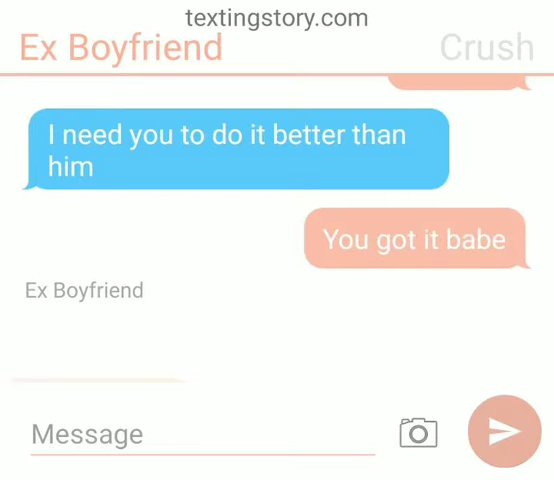 textingstory.com
Ex Boyfriend
Crush
I need you to do it better than
him
You got it babe
Ex Boyfriend
Message